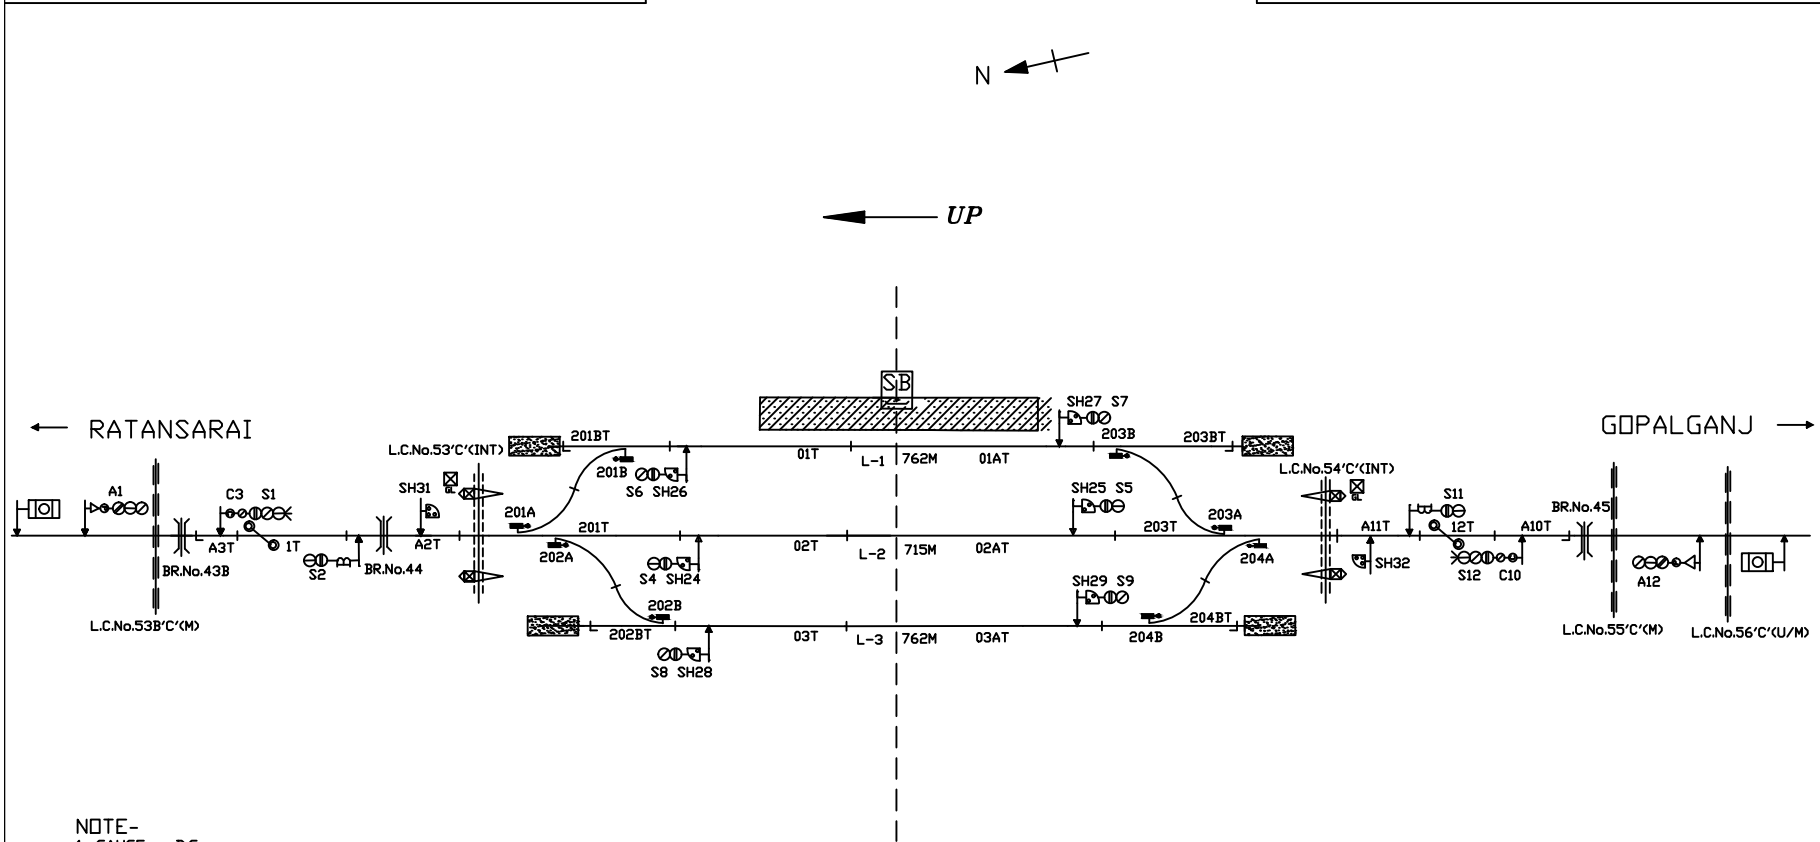 N
UP
SB
RATANSARAI
GOPALGANJ
L.C.No.53'C'(INT)
201BT
201B
S6 SH26
01T
L-1
762M
01AT
SH27 S7
203B
203BT
L.C.No.54'C'(INT)
GL
GL
A1
C3 S1
SH31
A3T
1T
S2
BR.No.43B
BR.No.44
A2T
L.C.No.53B'C'(M)
201A
201T
202A
S4 SH24
02T
L-2
715M
02AT
SH25 S5
203T
203A
204A
A11T
SH32
S11
12T
A10T
S12 C10
BR.No.45
A12
L.C.No.55'C'(M)
L.C.No.56'C'(U/M)
202B
202BT
S8 SH28
03T
L-3
762M
03AT
SH29 S9
204B
204BT
NOTE-